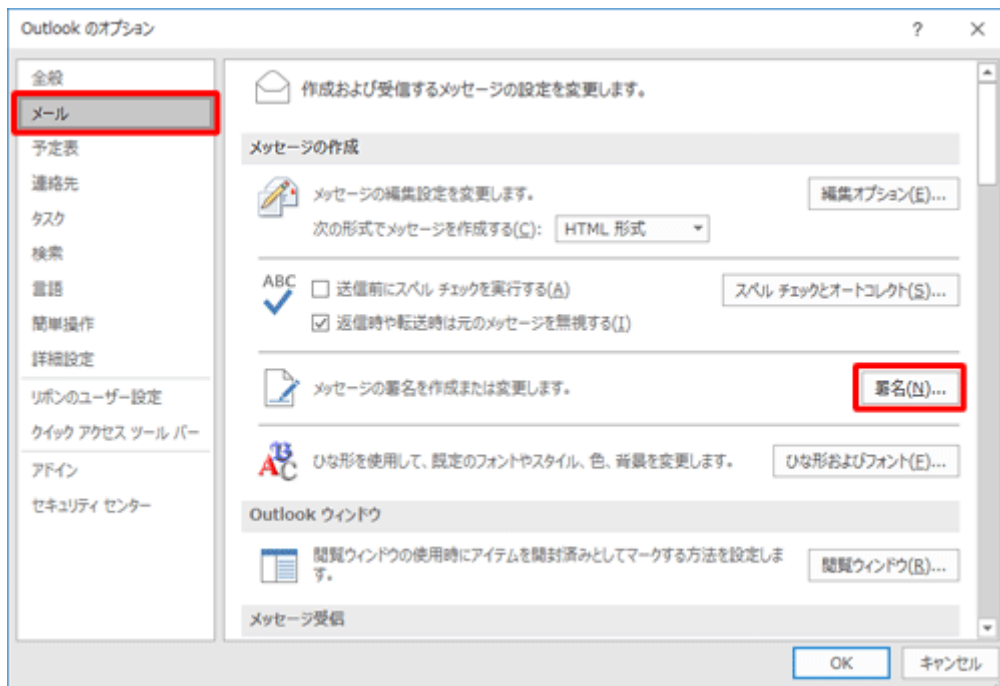 Outlook のオプション
?
全般
メール
予定表
連絡先
タスク
検索
言語
簡単操作
詳細設定
リボンのユーザー設定
クイック アクセス ツール バー
アドイン
セキュリティ センター
作成および受信するメッセージの設定を変更します。
メッセージの作成
メッセージの編集設定を変更します。
編集オプション(E)...
次の形式でメッセージを作成する(C): HTML 形式
ABC
送信前にスペル チェックを実行する(A)
スペル チェックとオートコレクト(S)...
返信時や転送時は元のメッセージを無視する(I)
メッセージの署名を作成または変更します。
署名(N)...
ABC
ひな形を使用して、既定のフォントやスタイル、色、背景を変更します。
ひな形およびフォント(F)...
Outlook ウィンドウ
閲覧ウィンドウの使用時にアイテムを開封済みとしてマークする方法を設定しま
す。
閲覧ウィンドウ(R)...
メッセージ受信
OK
キャンセル